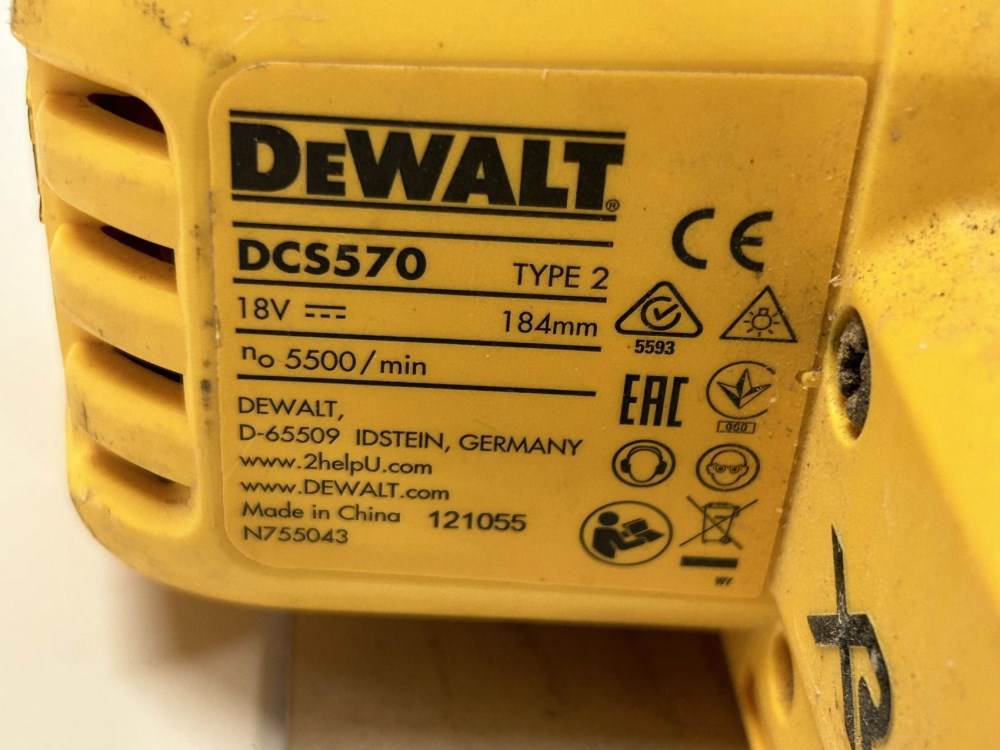 DEWALT®
DCS570 TYPE 2
18V 184mm
n₀ 5500/min
DEWALT,
D-65509 IDSTEIN, GERMANY
www.2helpU.com
www.DEWALT.com
Made in China 121055
N755043
CE
5593
EAC
060
WF